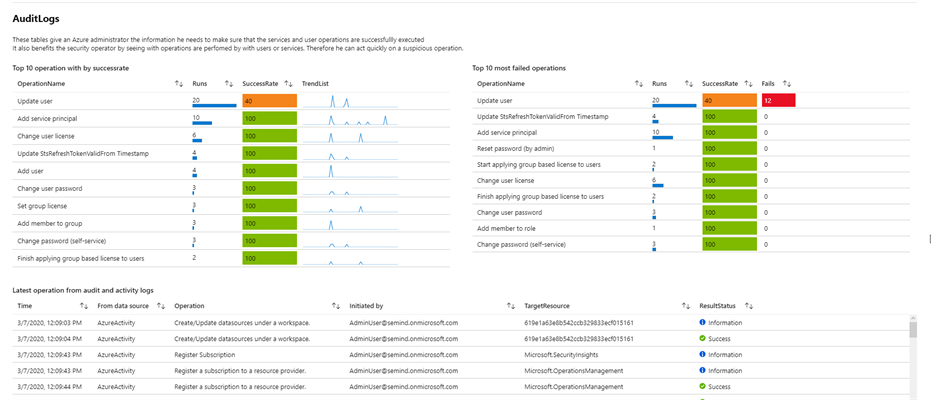 AuditLogs
These tables give an Azure administrator the information he needs to make sure that the services and user operations are successfullly executed
It also benefits the security operator by seeing with operations are perfomed by with users or services. Therefore he can act quickly on a suspicious operation.
Top 10 operation with by successrate
OperationName Runs SuccessRate TrendList
Update user 20 40
Add service principal 10 100
Change user license 6 100
Update StsRefreshTokenValidFrom Timestamp 4 100
Add user 4 100
Change user password 3 100
Set group license 3 100
Add member to group 3 100
Change password (self-service) 3 100
Finish applying group based license to users 2 100
Top 10 most failed operations
OperationName Runs SuccessRate Fails
Update user 20 40 12
Update StsRefreshTokenValidFrom Timestamp 4 100 0
Add service principal 10 100 0
Reset password (by admin) 1 100 0
Start applying group based license to users 2 100 0
Change user license 6 100 0
Finish applying group based license to users 2 100 0
Change user password 3 100 0
Add member to role 1 100 0
Change password (self-service) 3 100 0
Latest operation from audit and activity logs
Time From data source Operation Initiated by TargetResource ResultStatus
3/7/2020, 12:09:03 PM AzureActivity Create/Update datasources under a workspace. AdminUser@semind.onmicrosoft.com 619e1a63e8b542ccb329833ecf015161 Information
3/7/2020, 12:09:04 PM AzureActivity Create/Update datasources under a workspace. AdminUser@semind.onmicrosoft.com 619e1a63e8b542ccb329833ecf015161 Success
3/7/2020, 12:09:43 PM AzureActivity Register Subscription AdminUser@semind.onmicrosoft.com Microsoft.SecurityInsights Information
3/7/2020, 12:09:43 PM AzureActivity Register a subscription to a resource provider. AdminUser@semind.onmicrosoft.com Microsoft.OperationsManagement Information
3/7/2020, 12:09:44 PM AzureActivity Register a subscription to a resource provider. AdminUser@semind.onmicrosoft.com Microsoft.OperationsManagement Success